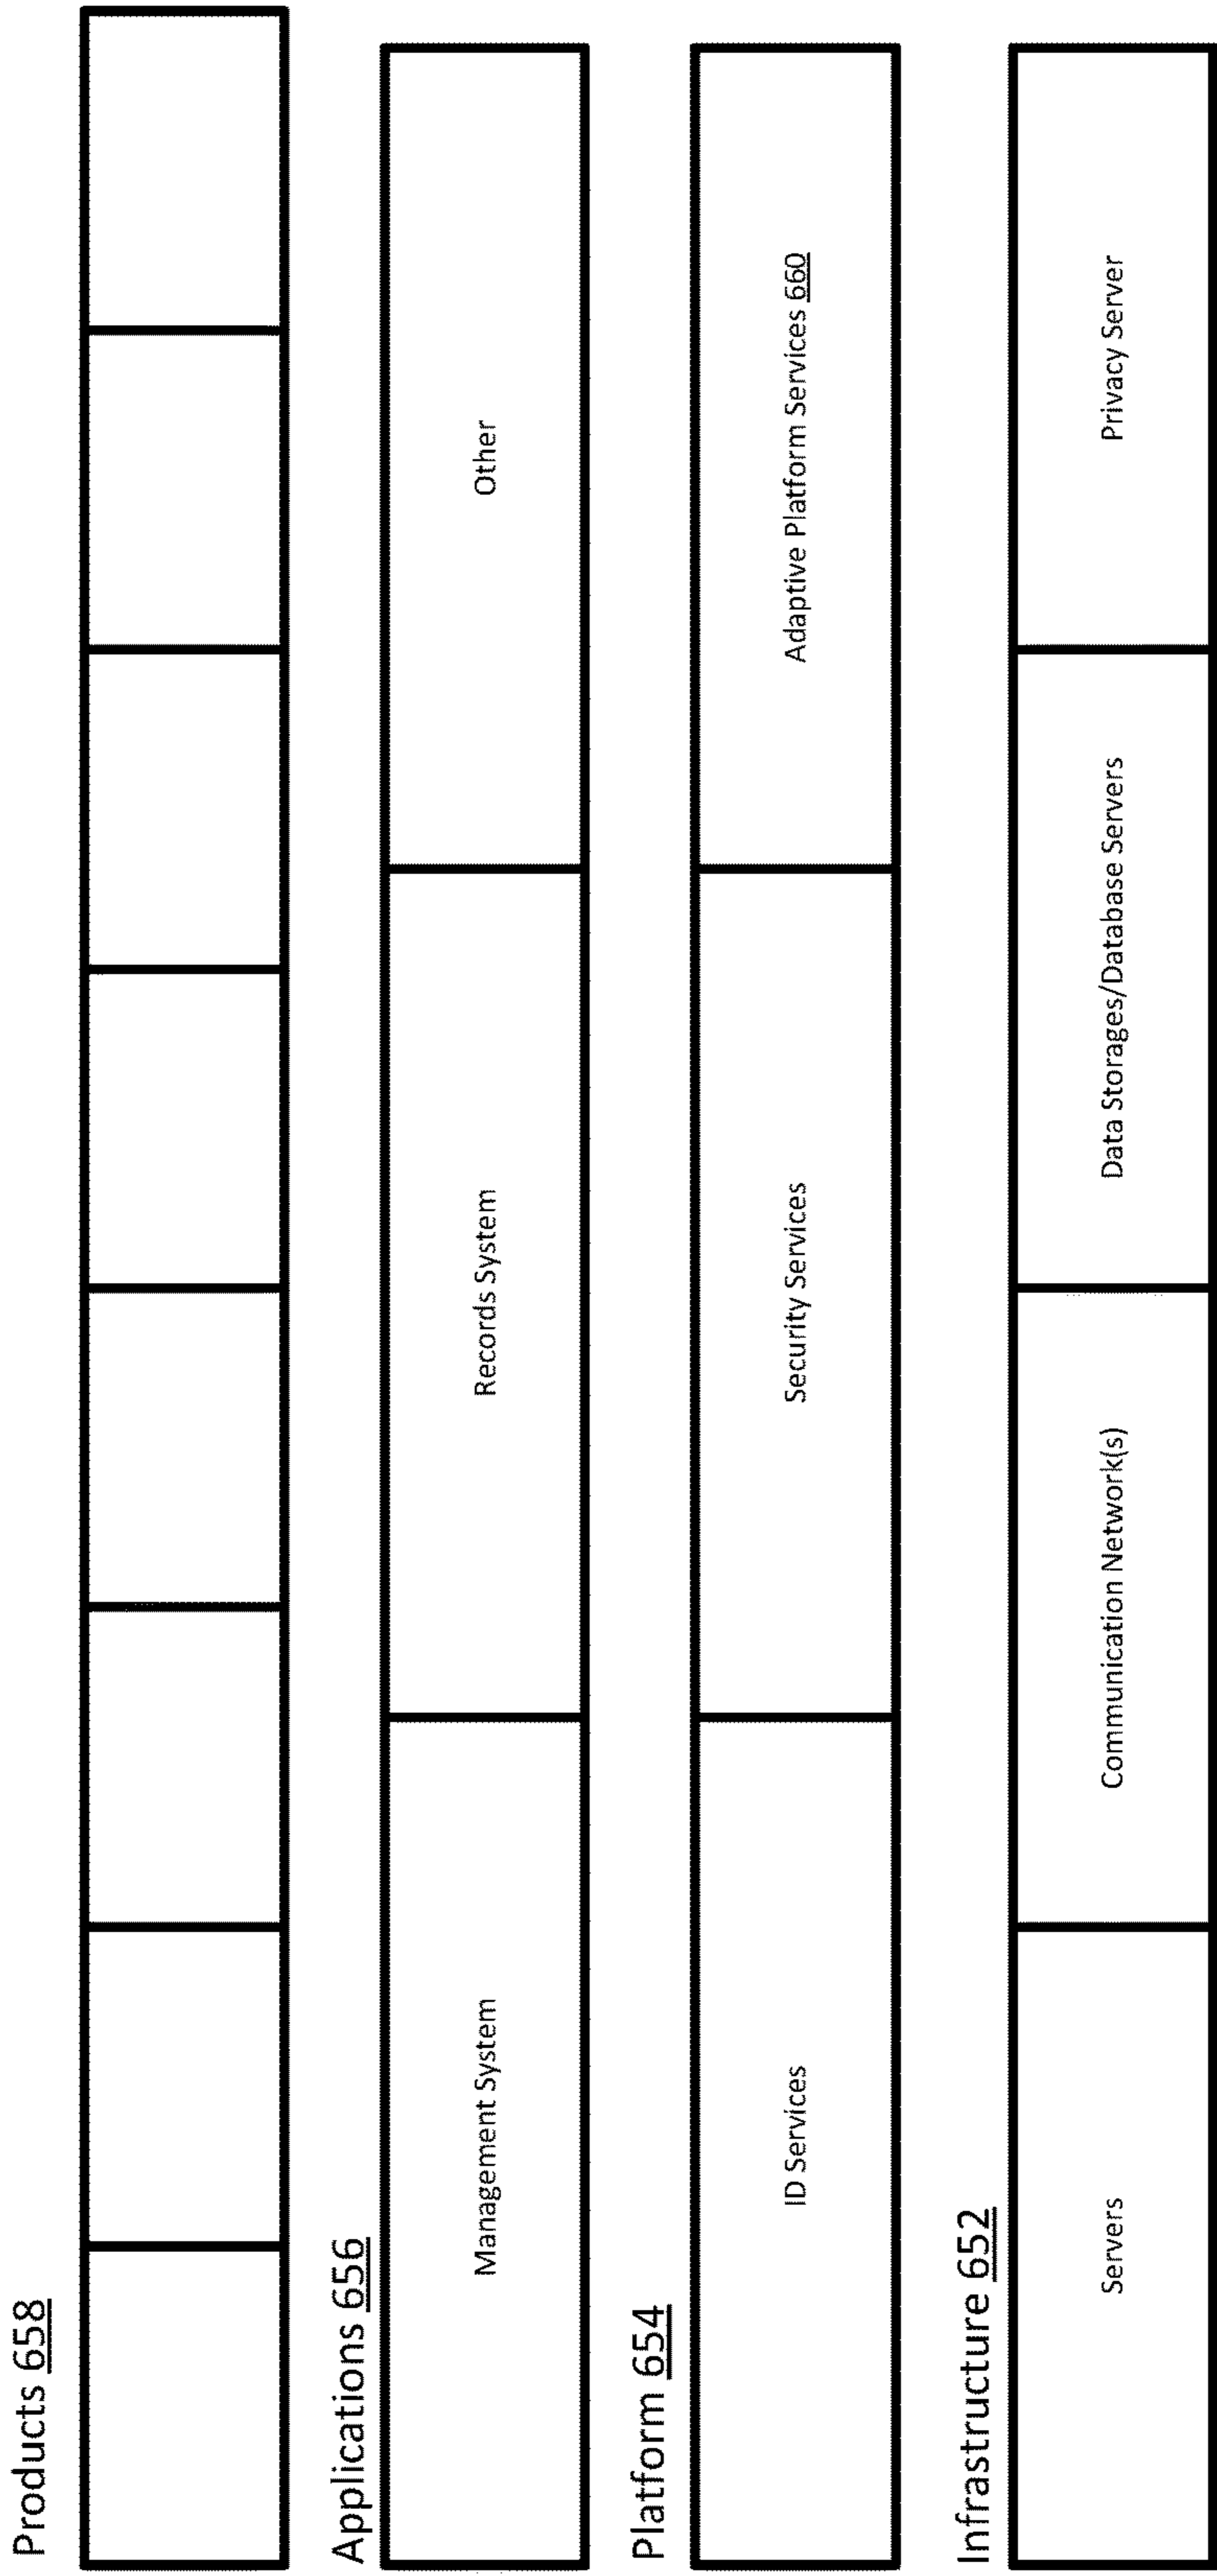 Products 658
Applications 656
Management System
Records System
Other
Platform 654
ID Services
Security Services
Adaptive Platform Services 660
Infrastructure 652
Servers
Communication Network(s)
Data Storages/Database Servers
Privacy Server